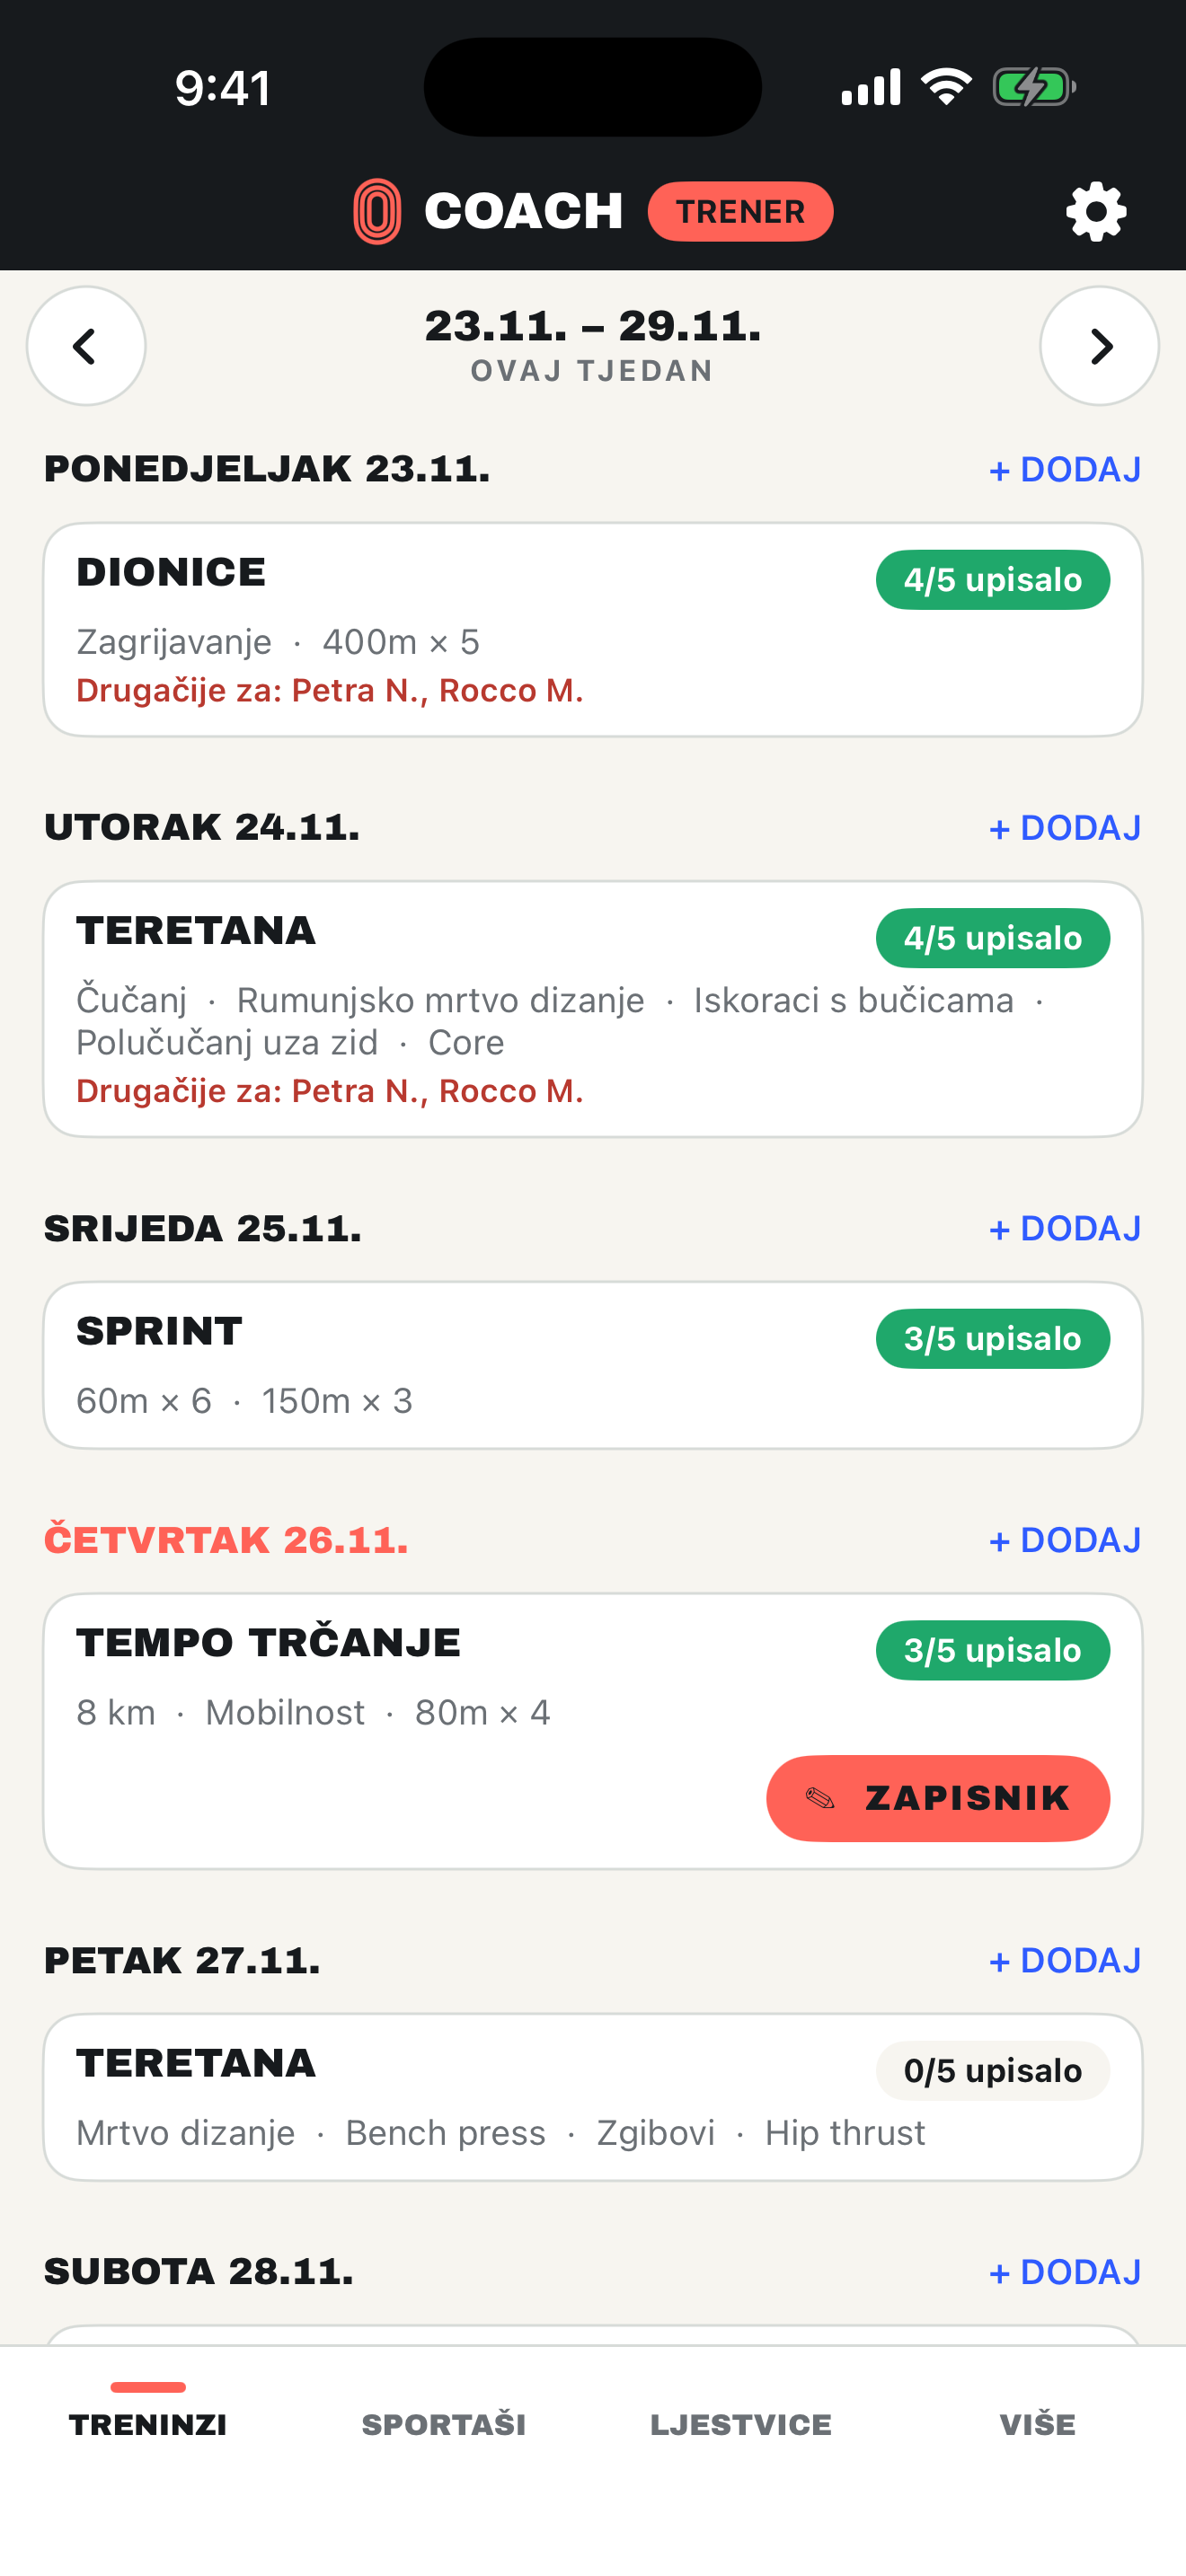 9:41
COACH TRENER
23.11. – 29.11.
OVAJ TJEDAN
PONEDJELJAK 23.11. + DODAJ
DIONICE 4/5 upisalo
Zagrijavanje · 400m × 5
Drugačije za: Petra N., Rocco M.
UTORAK 24.11. + DODAJ
TERETANA 4/5 upisalo
Čučanj · Rumunjsko mrtvo dizanje · Iskoraci s bučicama ·
Polučučanj uza zid · Core
Drugačije za: Petra N., Rocco M.
SRIJEDA 25.11. + DODAJ
SPRINT 3/5 upisalo
60m × 6 · 150m × 3
ČETVRTAK 26.11. + DODAJ
TEMPO TRČANJE 3/5 upisalo
8 km · Mobilnost · 80m × 4
✎ ZAPISNIK
PETAK 27.11. + DODAJ
TERETANA 0/5 upisalo
Mrtvo dizanje · Bench press · Zgibovi · Hip thrust
SUBOTA 28.11. + DODAJ
TRENINZI SPORTAŠI LJESTVICE VIŠE